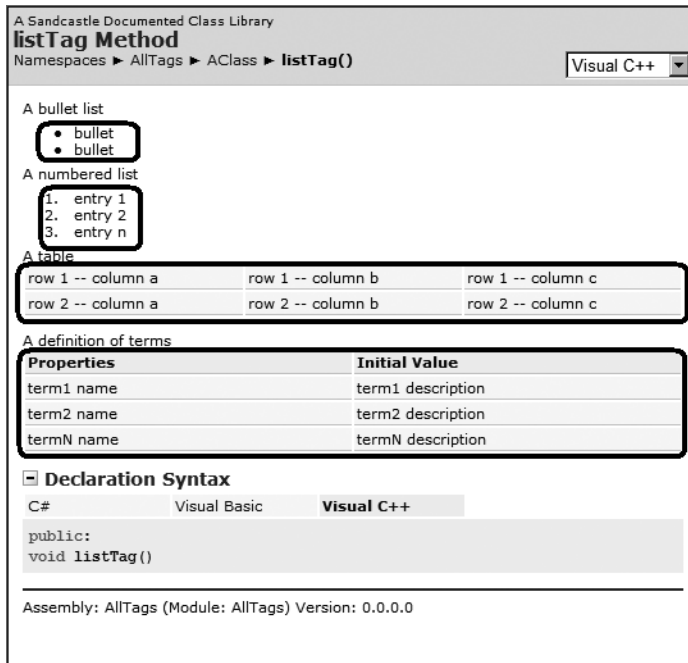 A Sandcastle Documented Class Library
listTag Method
Namespaces ► AllTags ► AClass ► listTag()
Visual C++
A bullet list
• bullet
• bullet
A numbered list
1. entry 1
2. entry 2
3. entry n
A table
row 1 -- column a row 1 -- column b row 1 -- column c
row 2 -- column a row 2 -- column b row 2 -- column c
A definition of terms
Properties Initial Value
term1 name term1 description
term2 name term2 description
termN name termN description
Declaration Syntax
C# Visual Basic Visual C++
public:
void listTag()
Assembly: AllTags (Module: AllTags) Version: 0.0.0.0